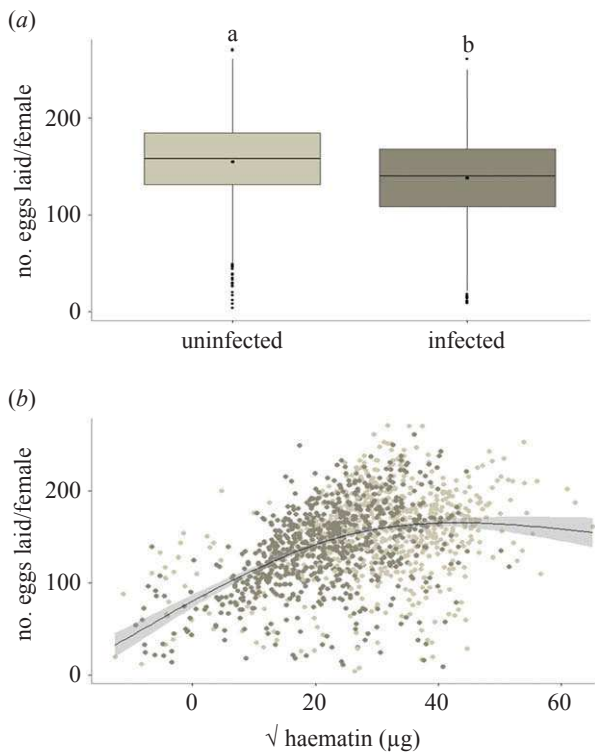 (a)
a
b
no. eggs laid/female
200
100
0
uninfected
infected
(b)
no. eggs laid/female
200
100
0
0
20
40
60
√ haematin (µg)